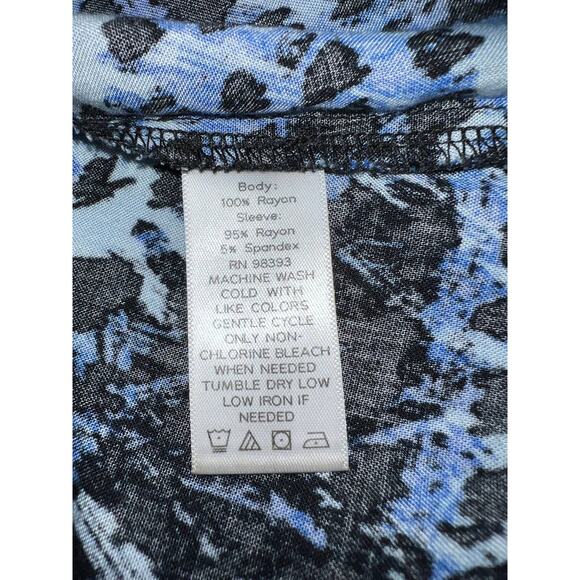 Body:
100% Rayon
Sleeve:
95% Rayon
5% Spandex
RN 98393
MACHINE WASH
COLD WITH
LIKE COLORS
GENTLE CYCLE
ONLY NON-
CHLORINE BLEACH
WHEN NEEDED
TUMBLE DRY LOW
LOW IRON IF
NEEDED